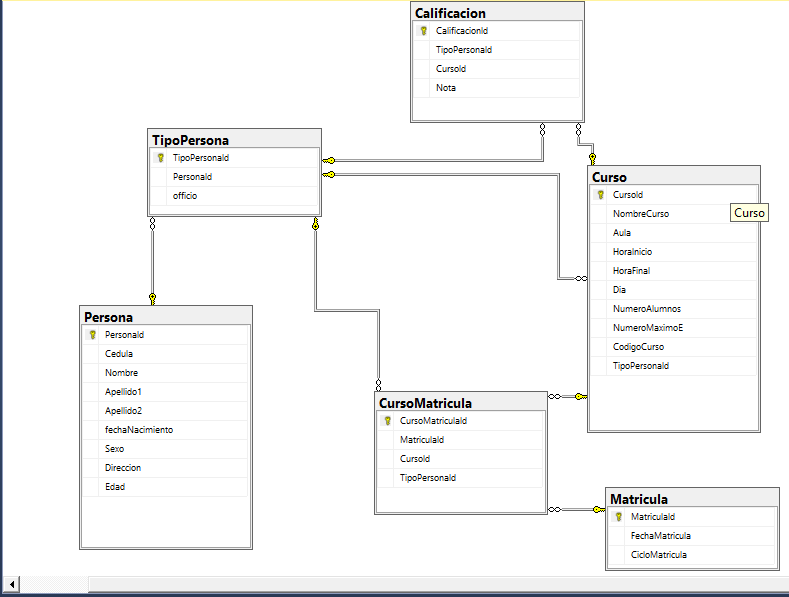 Calificacion
CalificacionId
TipoPersonaId
CursoId
Nota
TipoPersona
TipoPersonaId
PersonaId
officio
Curso
CursoId
NombreCurso
Aula
HoraInicio
HoraFinal
Dia
NumeroAlumnos
NumeroMaximoE
CodigoCurso
TipoPersonaId
Curso
Persona
PersonaId
Cedula
Nombre
Apellido1
Apellido2
fechaNacimiento
Sexo
Direccion
Edad
CursoMatricula
CursoMatriculaId
MatriculaId
CursoId
TipoPersonaId
Matricula
MatriculaId
FechaMatricula
CicloMatricula